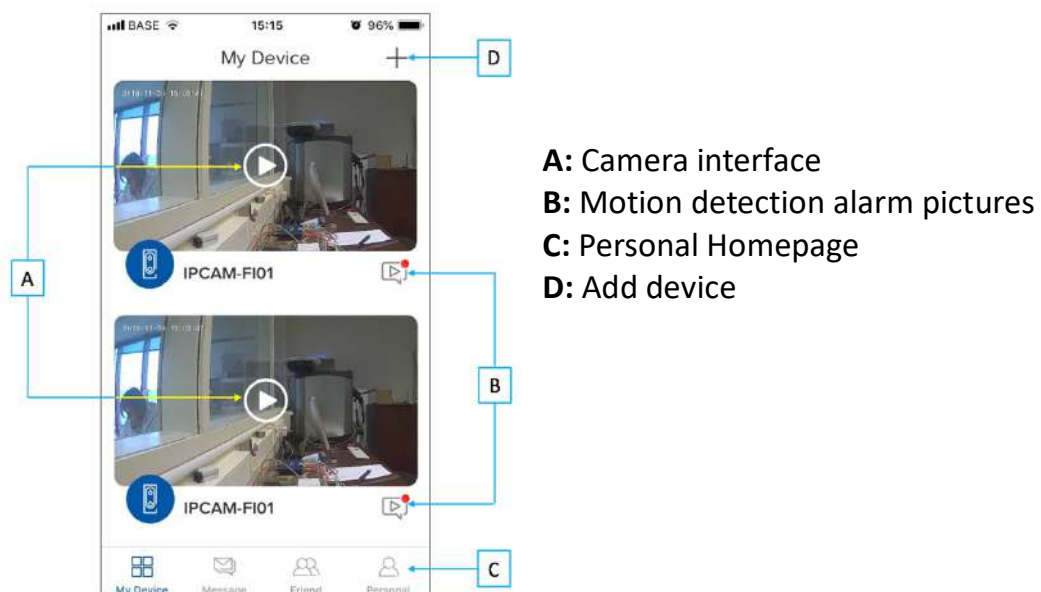 BASE 15:15 96%
My Device
D
A
IPCAM-FI01
B
IPCAM-FI01
C
My Device Message Friend Personal
A: Camera interface
B: Motion detection alarm pictures
C: Personal Homepage
D: Add device